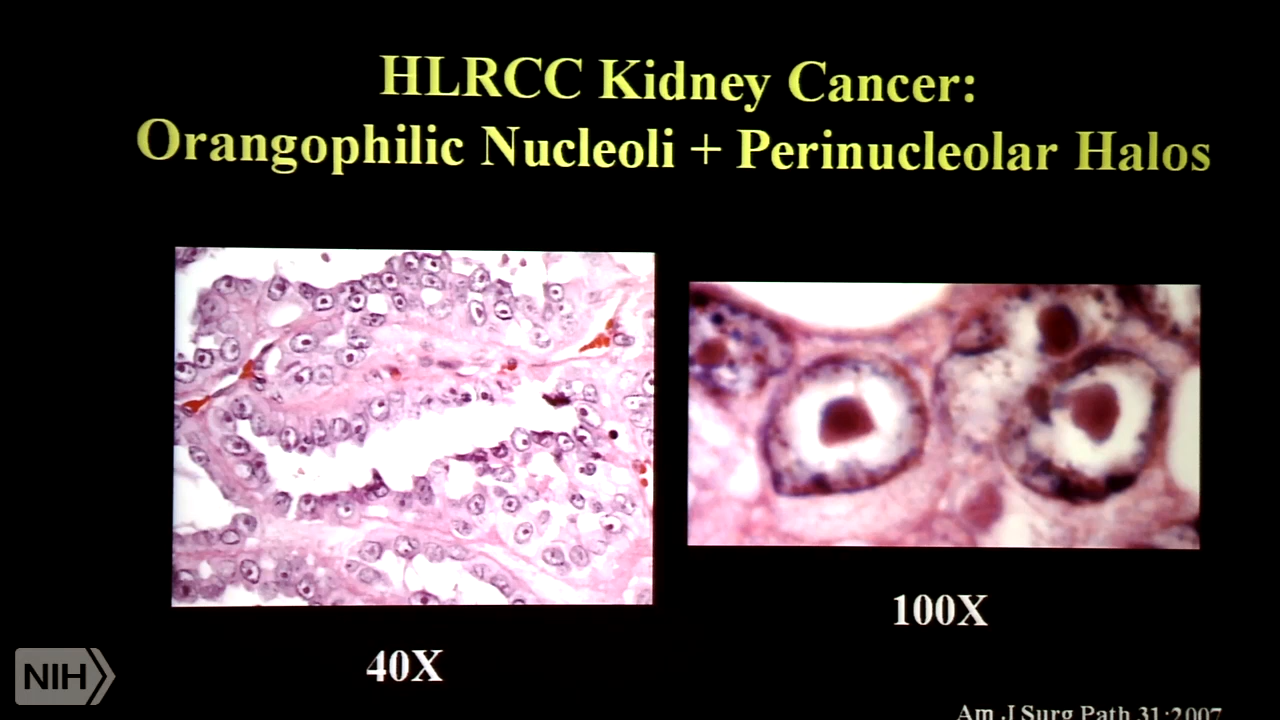 HLRCC Kidney Cancer:
Orangophilic Nucleoli + Perinucleolar Halos
100X
40X
NIH
Am J Surg Path 31:2007